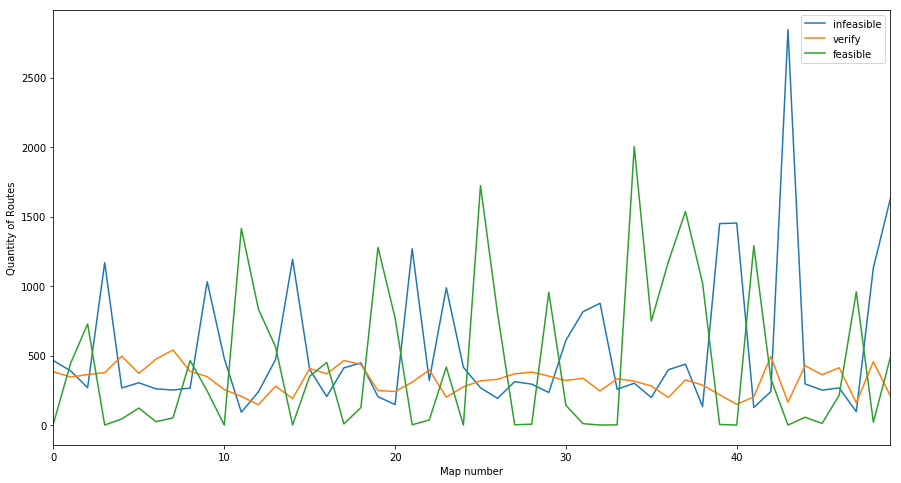 infeasible
verify
feasible
2500
2000
1500
1000
500
0
Quantity of Routes
0 10 20 30 40
Map number